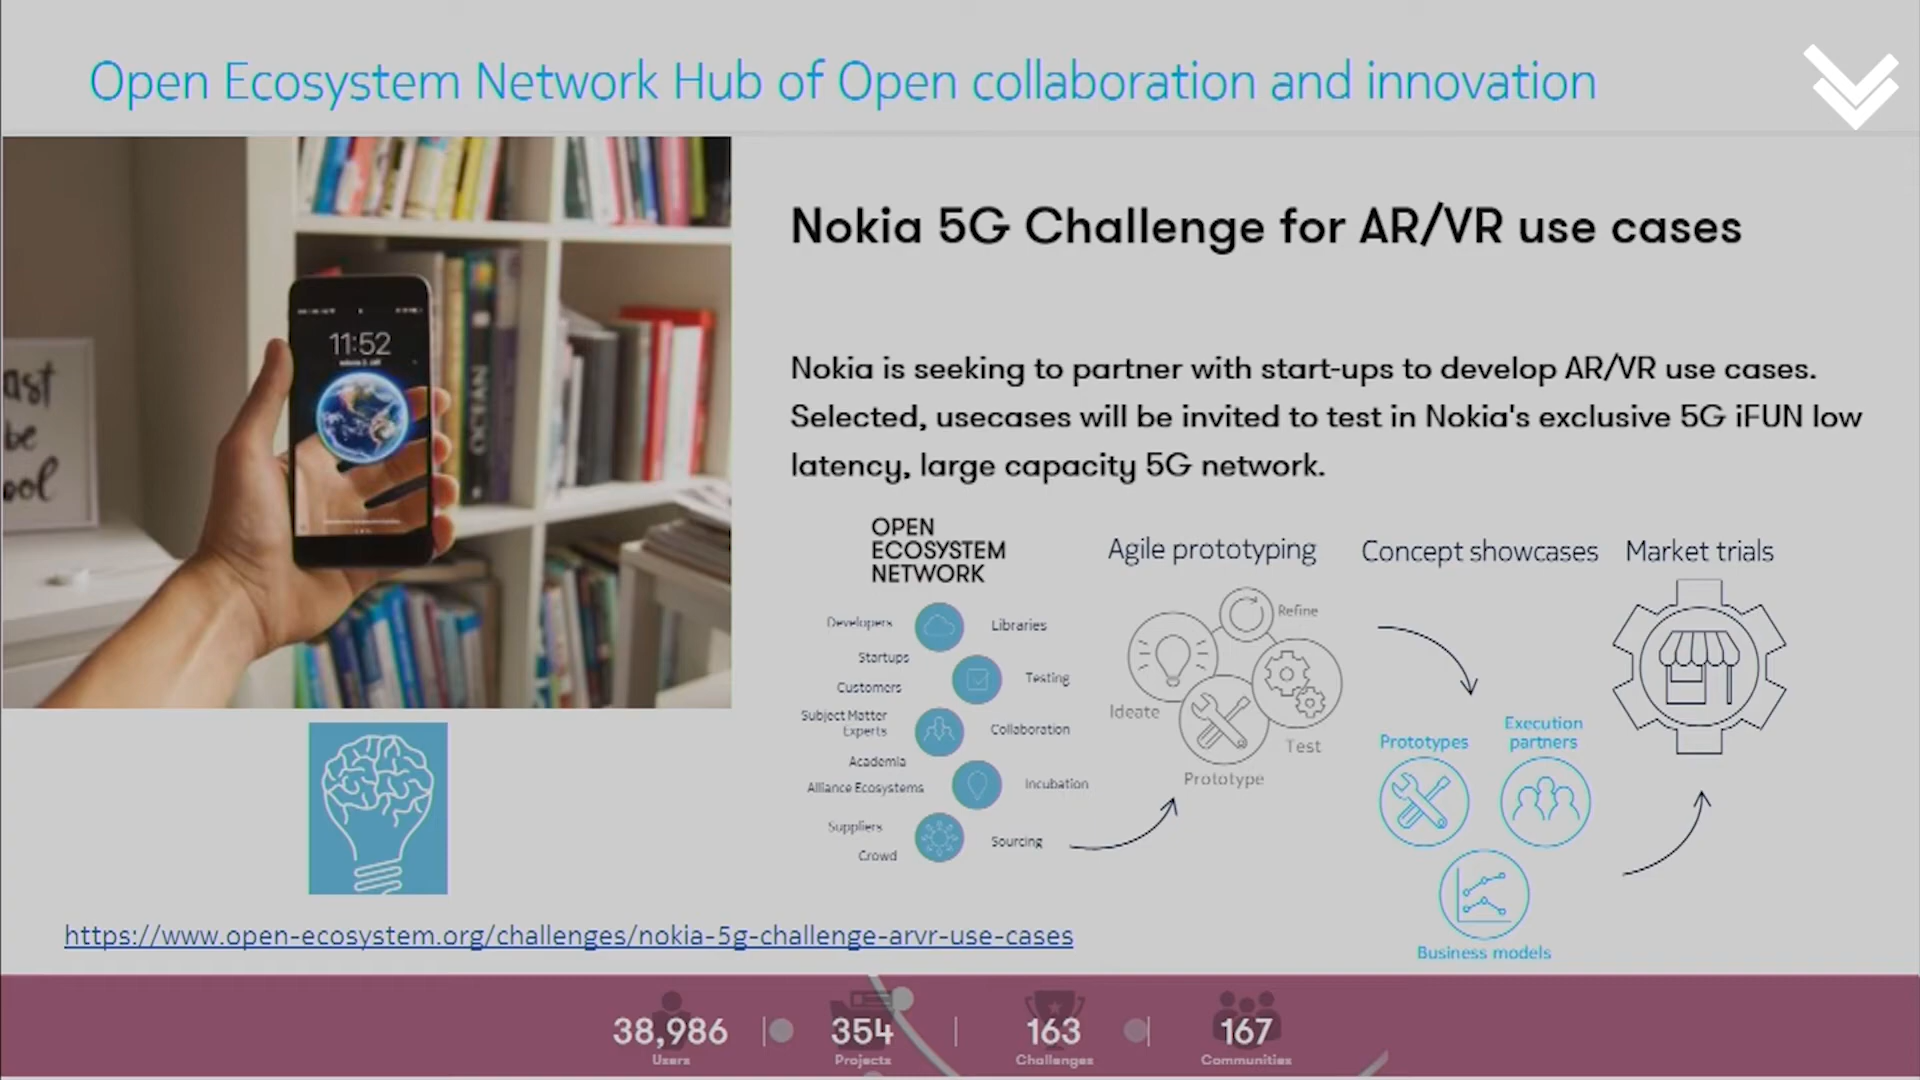 Open Ecosystem Network Hub of Open collaboration and innovation
Nokia 5G Challenge for AR/VR use cases
Nokia is seeking to partner with start-ups to develop AR/VR use cases.
Selected, usecases will be invited to test in Nokia's exclusive 5G iFUN low
latency, large capacity 5G network.
11:52
OCEAN
ast
be
ool
OPEN
ECOSYSTEM
NETWORK
Developers
Startups
Customers
Subject Matter
Experts
Academia
Alliance Ecosystems
Suppliers
Crowd
Libraries
Testing
Collaboration
Incubation
Sourcing
Agile prototyping
Refine
Ideate
Test
Prototype
Concept showcases
Prototypes
Execution
partners
Business models
Market trials
https://www.open-ecosystem.org/challenges/nokia-5g-challenge-arvr-use-cases
38,986 | 354 | 163 | 167
Users Projects Challenges Communities